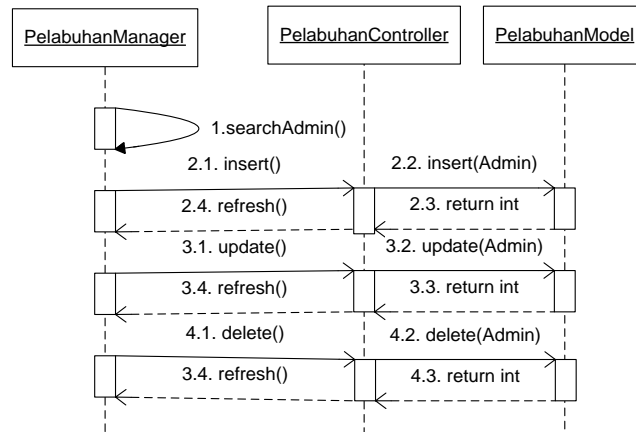 PelabuhanManager
PelabuhanController
PelabuhanModel
1.searchAdmin()
2.1. insert()
2.2. insert(Admin)
2.4. refresh()
2.3. return int
3.1. update()
3.2. update(Admin)
3.4. refresh()
3.3. return int
4.1. delete()
4.2. delete(Admin)
3.4. refresh()
4.3. return int